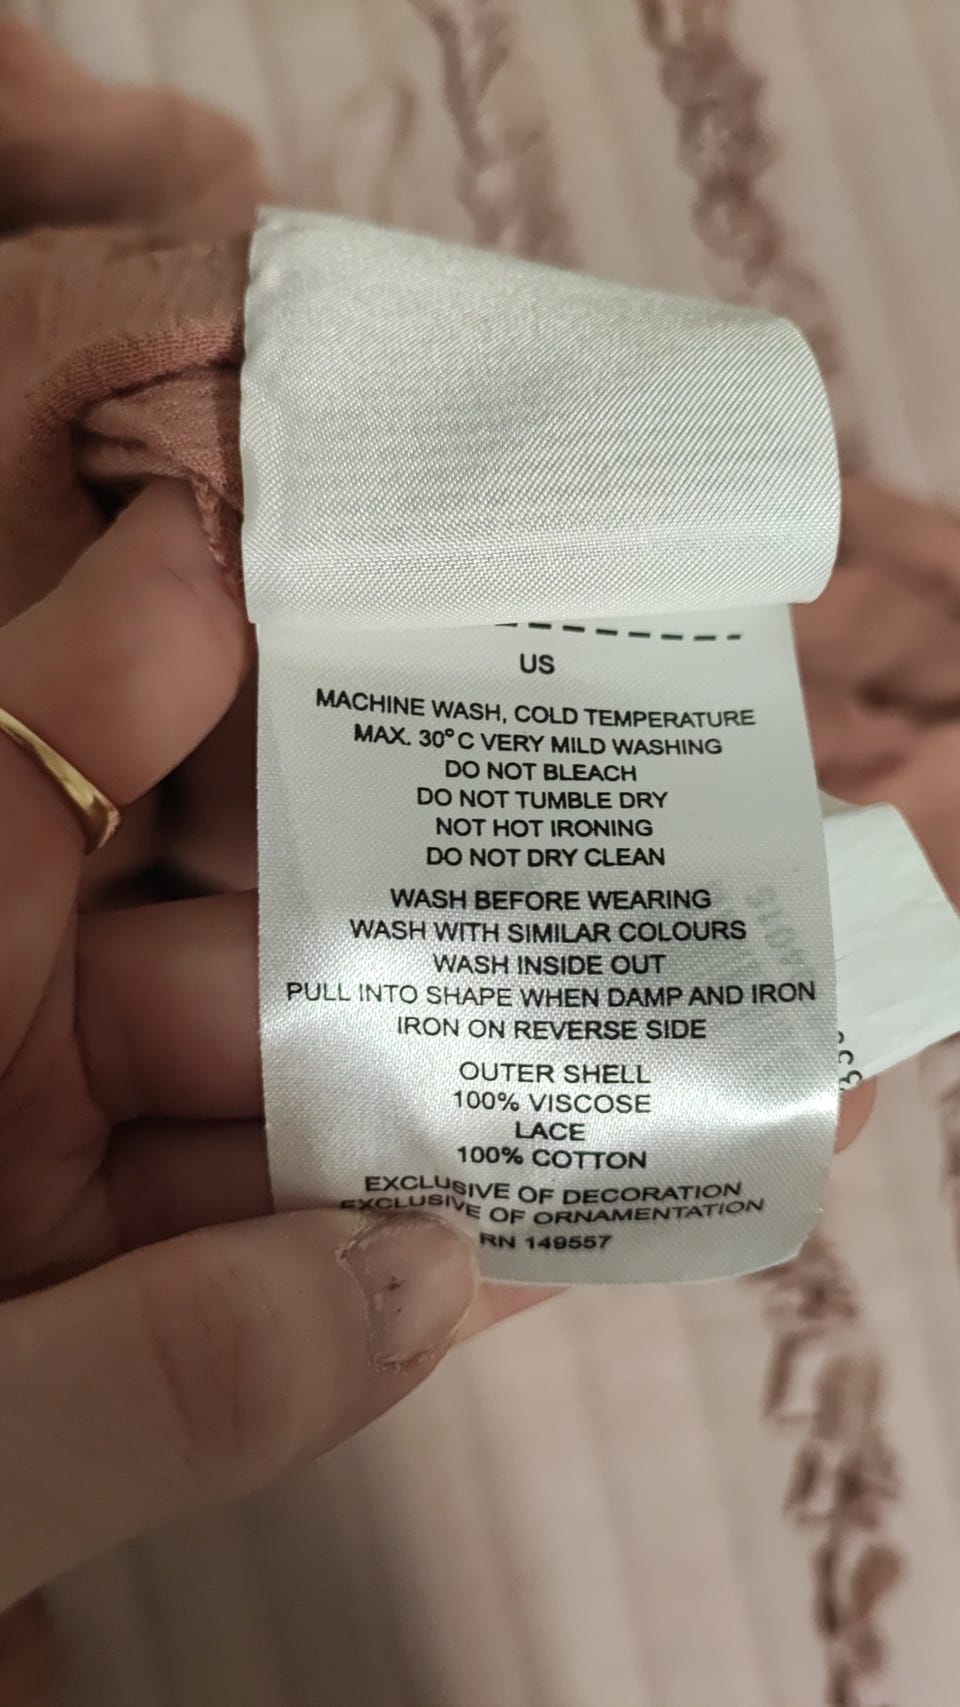 US
MACHINE WASH, COLD TEMPERATURE
MAX. 30°C VERY MILD WASHING
DO NOT BLEACH
DO NOT TUMBLE DRY
NOT HOT IRONING
DO NOT DRY CLEAN
WASH BEFORE WEARING
WASH WITH SIMILAR COLOURS
WASH INSIDE OUT
PULL INTO SHAPE WHEN DAMP AND IRON
IRON ON REVERSE SIDE
OUTER SHELL
100% VISCOSE
LACE
100% COTTON
EXCLUSIVE OF DECORATION
EXCLUSIVE OF ORNAMENTATION
RN 149557